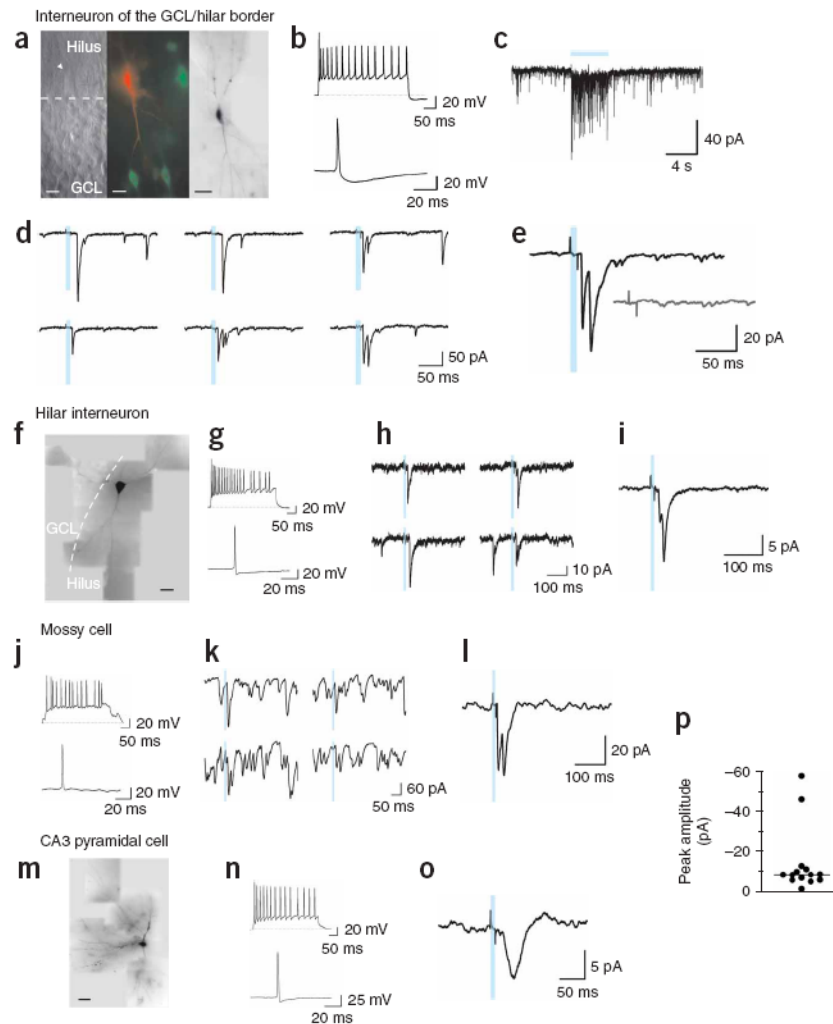 Interneuron of the GCL/hilar border
a
Hilus
GCL
b
20 mV
50 ms
20 mV
20 ms
c
40 pA
4 s
d
50 pA
50 ms
e
20 pA
50 ms
Hilar interneuron
f
GCL
Hilus
g
20 mV
50 ms
20 mV
20 ms
h
10 pA
100 ms
i
5 pA
100 ms
Mossy cell
j
20 mV
50 ms
20 mV
20 ms
k
60 pA
50 ms
l
20 pA
100 ms
p
Peak amplitude
(pA)
–60
–40
–20
0
CA3 pyramidal cell
m
n
20 mV
50 ms
25 mV
20 ms
o
5 pA
50 ms